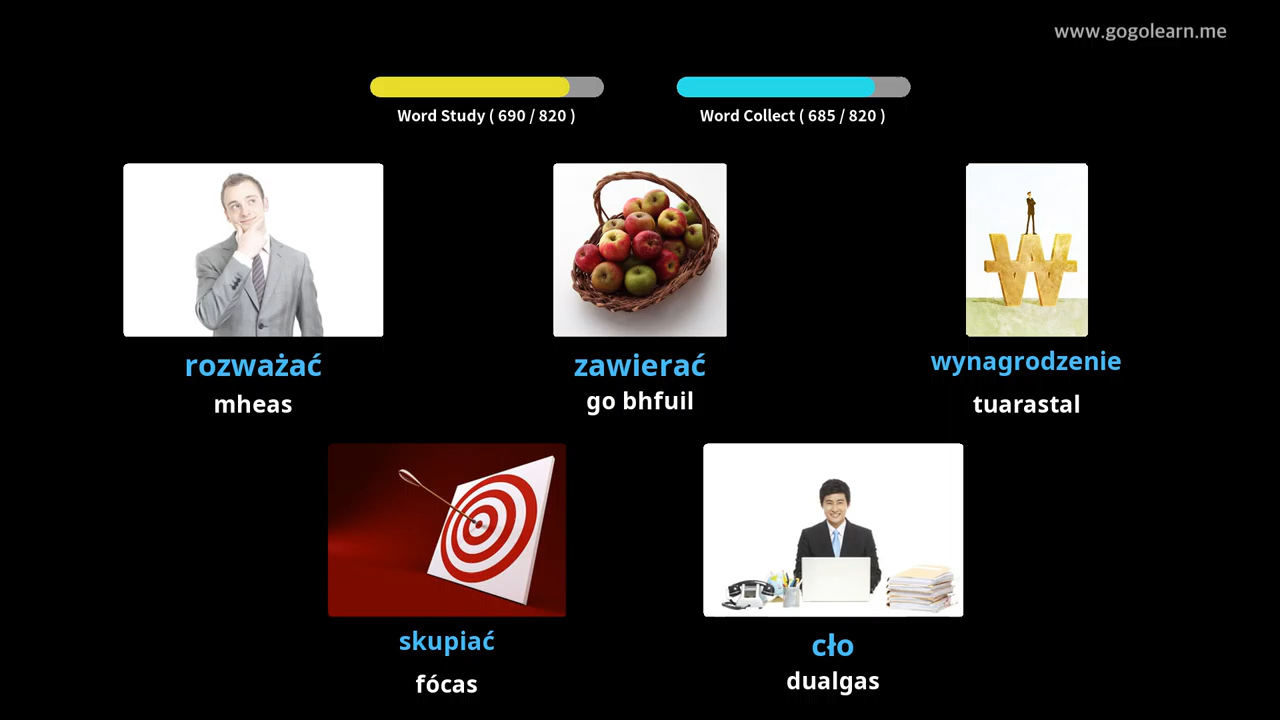 www.gogolearn.me
Word Study ( 690 / 820 )
Word Collect ( 685 / 820 )
rozważać
mheas
zawierać
go bhfuil
wynagrodzenie
tuarastal
skupiać
fócas
cło
dualgas